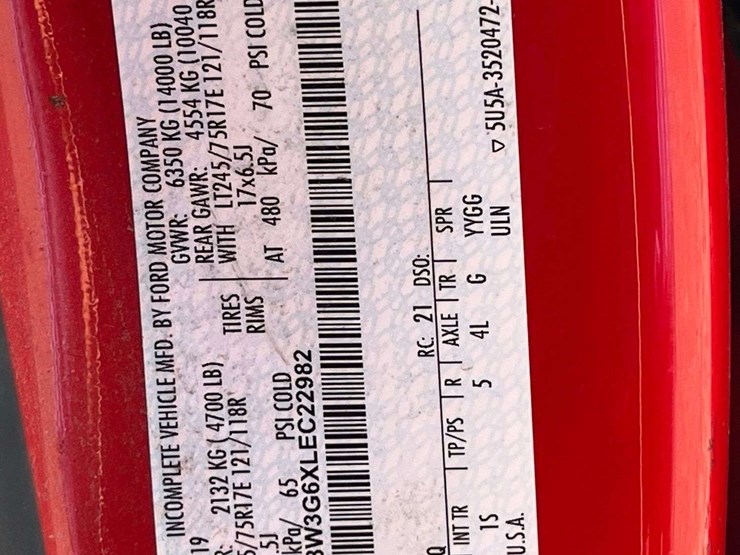 INCOMPLETE VEHICLE MFD. BY FORD MOTOR COMPANY
19 GVWR: 6350 KG (14000 LB)
R: 2132 KG ( 4700 LB) REAR GAWR: 4554 KG (10040
5/75R17E 121/118R TIRES WITH LT245/75R17E 121/118R
.5J RIMS 17x6.5J
kPa/ 65 PSI COLD AT 480 kPa/ 70 PSI COLD
3W3G6XLEC22982
RC: 21 DSO:
INT TR TP/PS R AXLE TR SPR
1S 5 4L G YYGG
U.S.A. ULN ▽ 5U5A-3520472-